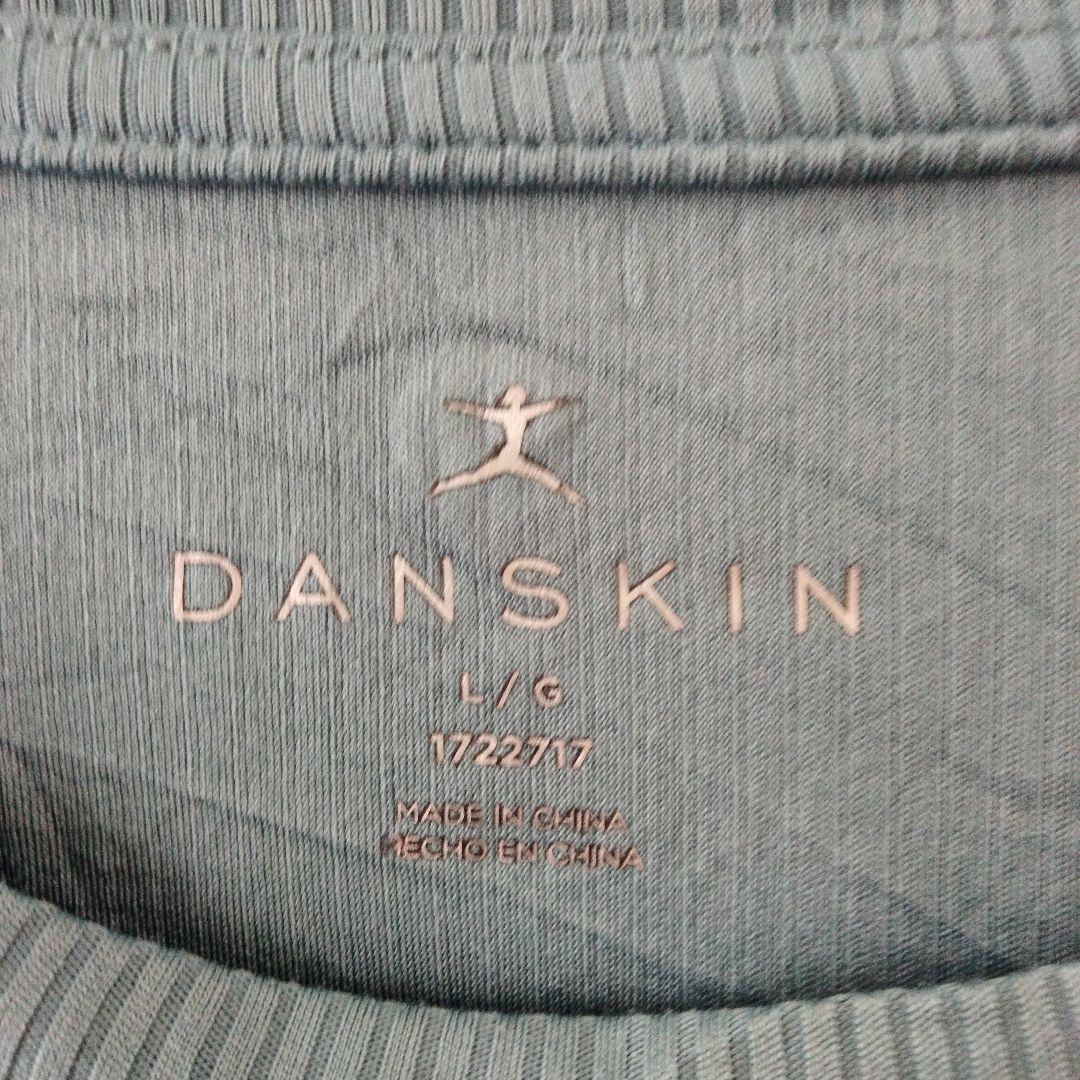 DANSKIN
L / G
1722717
MADE IN CHINA
HECHO EN CHINA